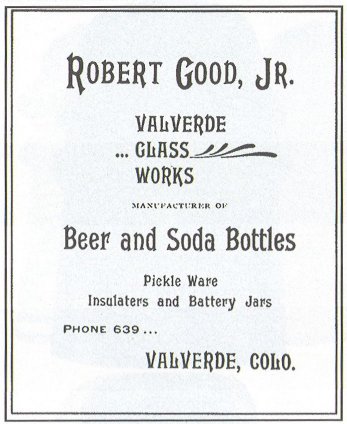 ROBERT GOOD, JR.
VALVERDE
... GLASS
WORKS
MANUFACTURER OF
Beer and Soda Bottles
Pickle Ware
Insulaters and Battery Jars
PHONE 639...
VALVERDE, COLO.